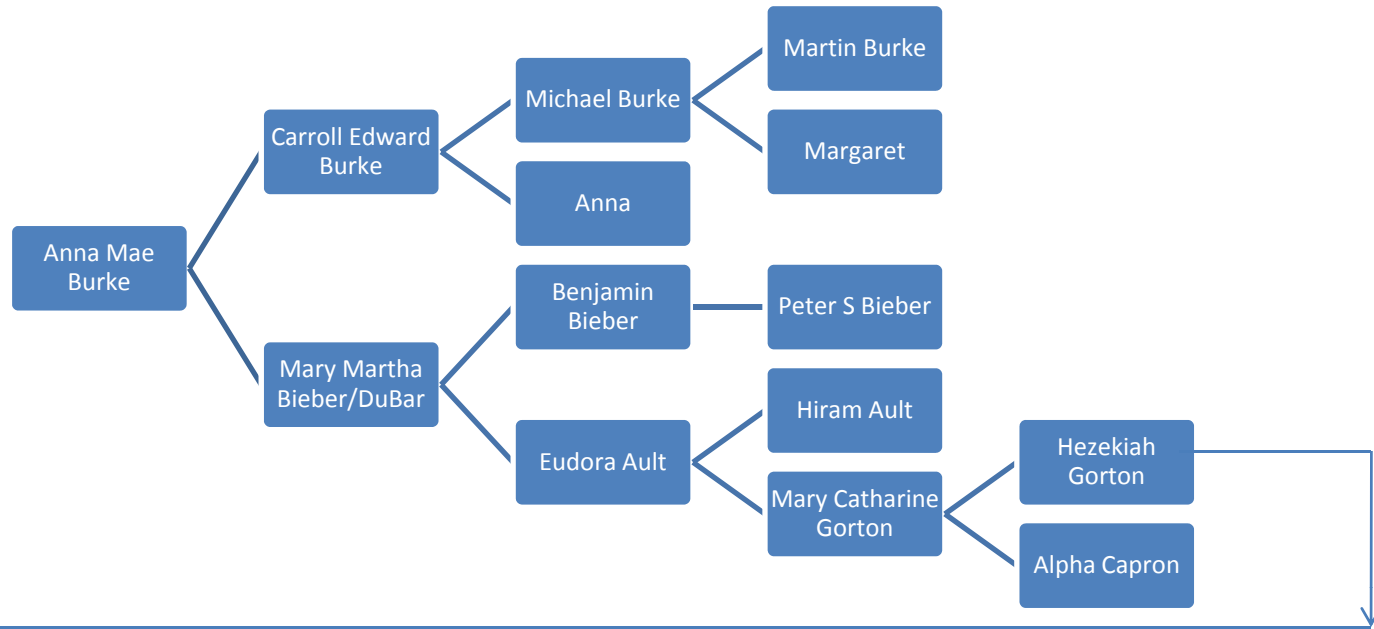 Anna Mae
Burke
Carroll Edward
Burke
Mary Martha
Bieber/DuBar
Michael Burke
Anna
Benjamin
Bieber
Eudora Ault
Martin Burke
Margaret
Peter S Bieber
Hiram Ault
Mary Catharine
Gorton
Hezekiah
Gorton
Alpha Capron